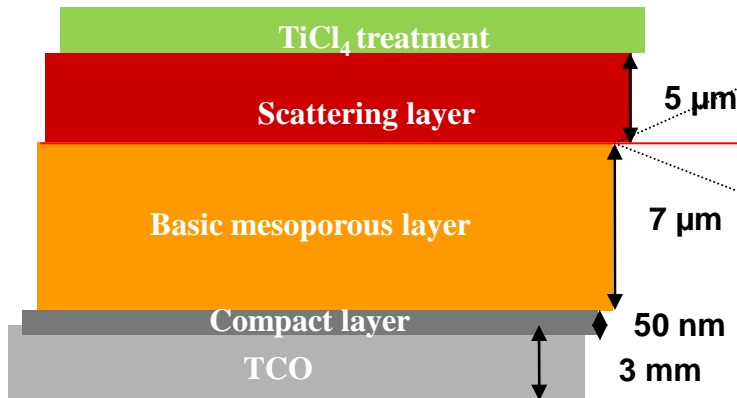 TiCl₄ treatment
5 µm
Scattering layer
Basic mesoporous layer
7 µm
Compact layer
50 nm
TCO
3 mm